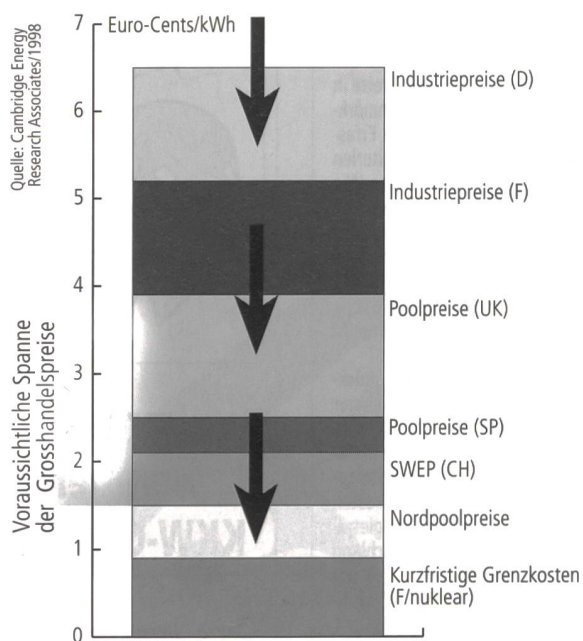 7
Euro-Cents/kWh
6
5
4
3
2
1
0
Quelle: Cambridge Energy
Research Associates/1998
Voraussichtliche Spanne
der Grosshandelspreise
Industriepreise (D)
Industriepreise (F)
Poolpreise (UK)
Poolpreise (SP)
SWEP (CH)
Nordpoolpreise
Kurzfristige Grenzkosten
(F/nuklear)